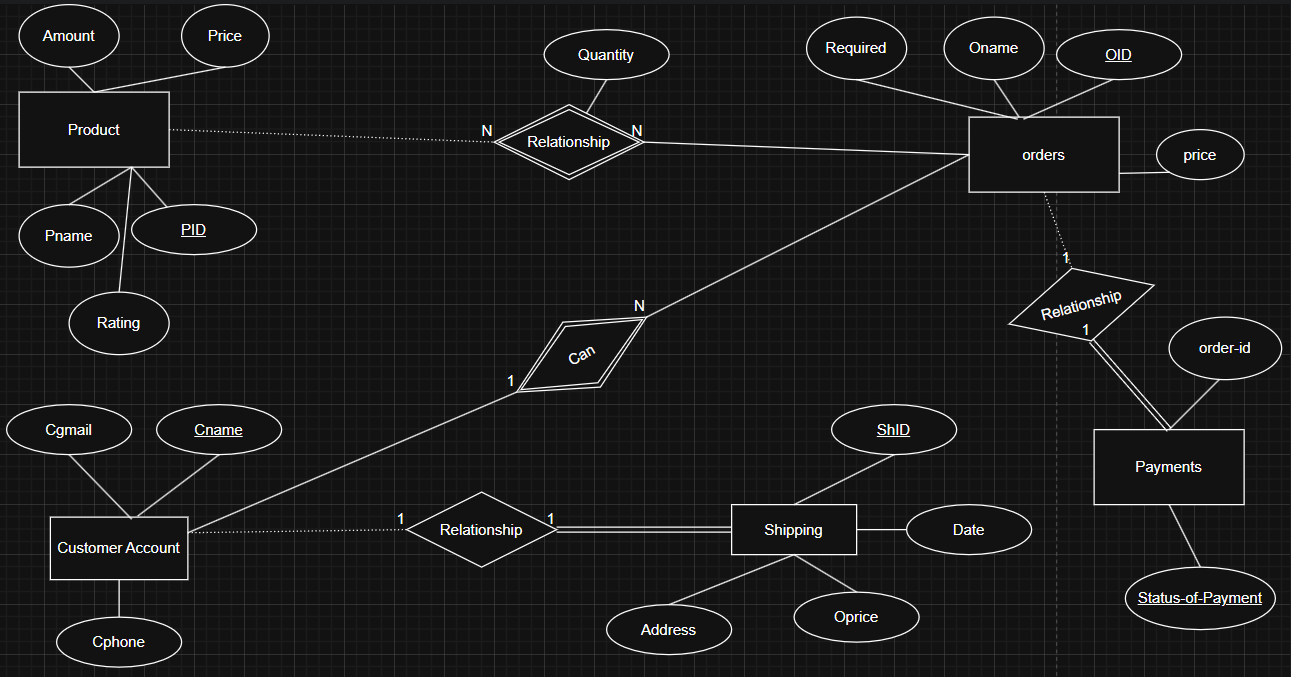 Amount
Price
Quantity
Required
Oname
OID
Product
N
Relationship
N
orders
price
Pname
PID
Rating
1
Relationship
1
N
Can
1
order-id
Cgmail
Cname
ShID
Payments
Customer Account
1
Relationship
1
Shipping
Date
Status-of-Payment
Cphone
Address
Oprice